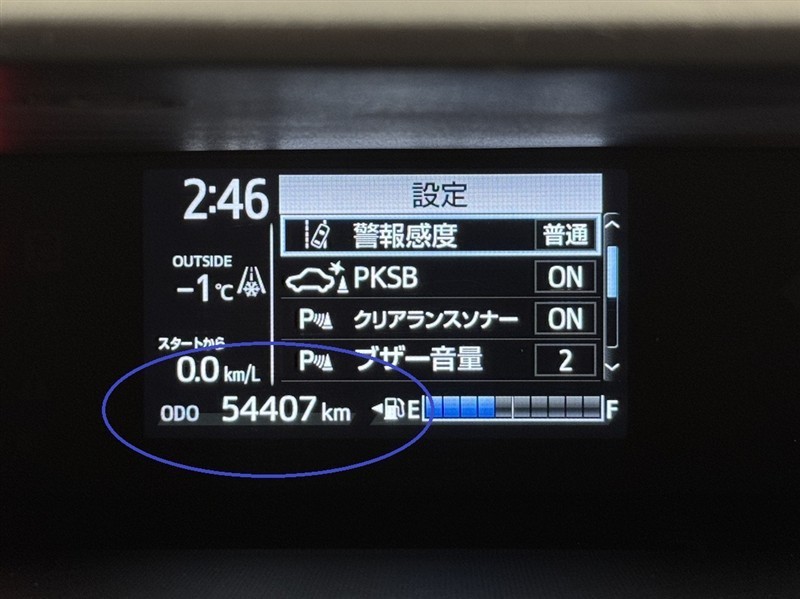 2:46
設定
警報感度 普通
OUTSIDE
-1℃
PKSB ON
P クリアランスソナー ON
スタートから
0.0 km/L
P ブザー音量 2
ODO 54407 km
E F